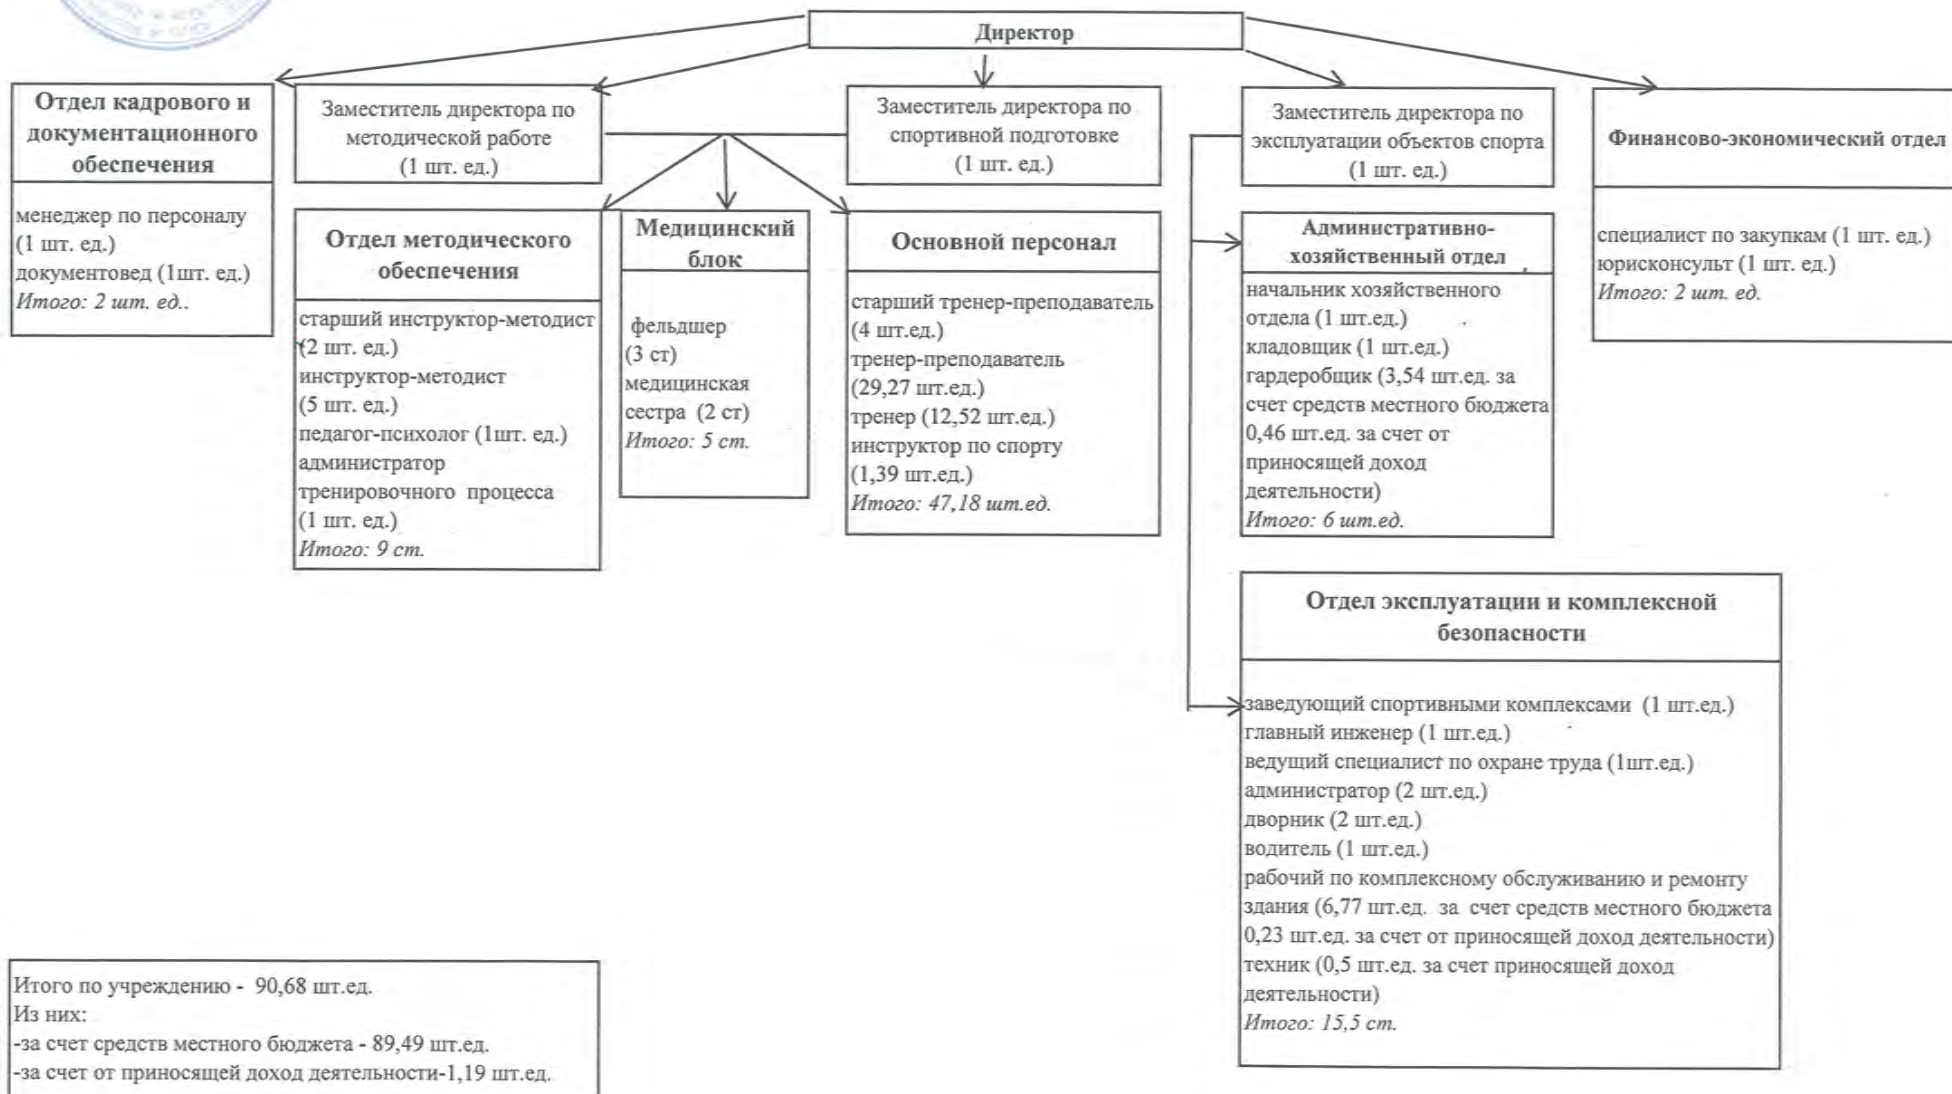 Директор
Отдел кадрового и
документационного
обеспечения
менеджер по персоналу
(1 шт. ед.)
документовед (1шт. ед.)
Итого: 2 шт. ед..
Заместитель директора по
методической работе
(1 шт. ед.)
Заместитель директора по
спортивной подготовке
(1 шт. ед.)
Заместитель директора по
эксплуатации объектов спорта
(1 шт. ед.)
Финансово-экономический отдел
специалист по закупкам (1 шт. ед.)
юрисконсульт (1 шт. ед.)
Итого: 2 шт. ед.
Отдел методического
обеспечения
старший инструктор-методист
(2 шт. ед.)
инструктор-методист
(5 шт. ед.)
педагог-психолог (1шт. ед.)
администратор
тренировочного процесса
(1 шт. ед.)
Итого: 9 ст.
Медицинский
блок
фельдшер
(3 ст)
медицинская
сестра (2 ст)
Итого: 5 ст.
Основной персонал
старший тренер-преподаватель
(4 шт.ед.)
тренер-преподаватель
(29,27 шт.ед.)
тренер (12,52 шт.ед.)
инструктор по спорту
(1,39 шт.ед.)
Итого: 47,18 шт.ед.
Административно-
хозяйственный отдел
начальник хозяйственного
отдела (1 шт.ед.)
кладовщик (1 шт.ед.)
гардеробщик (3,54 шт.ед. за
счет средств местного бюджета
0,46 шт.ед. за счет от
приносящей доход
деятельности)
Итого: 6 шт.ед.
Отдел эксплуатации и комплексной
безопасности
заведующий спортивными комплексами (1 шт.ед.)
главный инженер (1 шт.ед.)
ведущий специалист по охране труда (1шт.ед.)
администратор (2 шт.ед.)
дворник (2 шт.ед.)
водитель (1 шт.ед.)
рабочий по комплексному обслуживанию и ремонту
здания (6,77 шт.ед. за счет средств местного бюджета
0,23 шт.ед. за счет от приносящей доход деятельности)
техник (0,5 шт.ед. за счет приносящей доход
деятельности)
Итого: 15,5 ст.
Итого по учреждению - 90,68 шт.ед.
Из них:
-за счет средств местного бюджета - 89,49 шт.ед.
-за счет от приносящей доход деятельности-1,19 шт.ед.